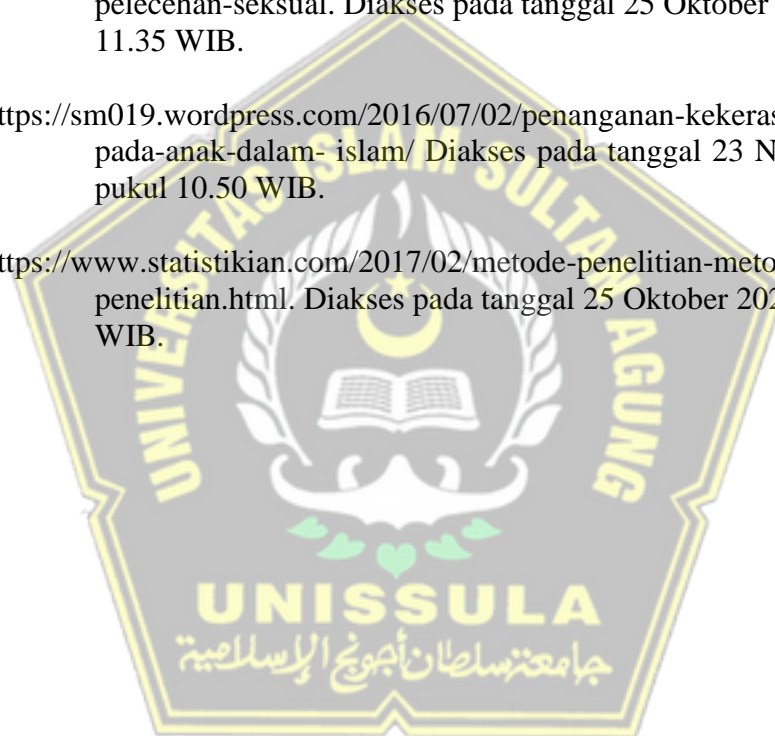 pelecehan-seksual. Diakses pada tanggal 25 Oktober
11.35 WIB.
ttps://sm019.wordpress.com/2016/07/02/penanganan-kekeras
pada-anak-dalam- islam/ Diakses pada tanggal 23 N
pukul 10.50 WIB.
ttps://www.statistikian.com/2017/02/metode-penelitian-meto
penelitian.html. Diakses pada tanggal 25 Oktober 202
WIB.
UNIVERSITAS ISLAM SULTAN AGUNG
UNISSULA
جامعة سلطان أجونج الإسلامية